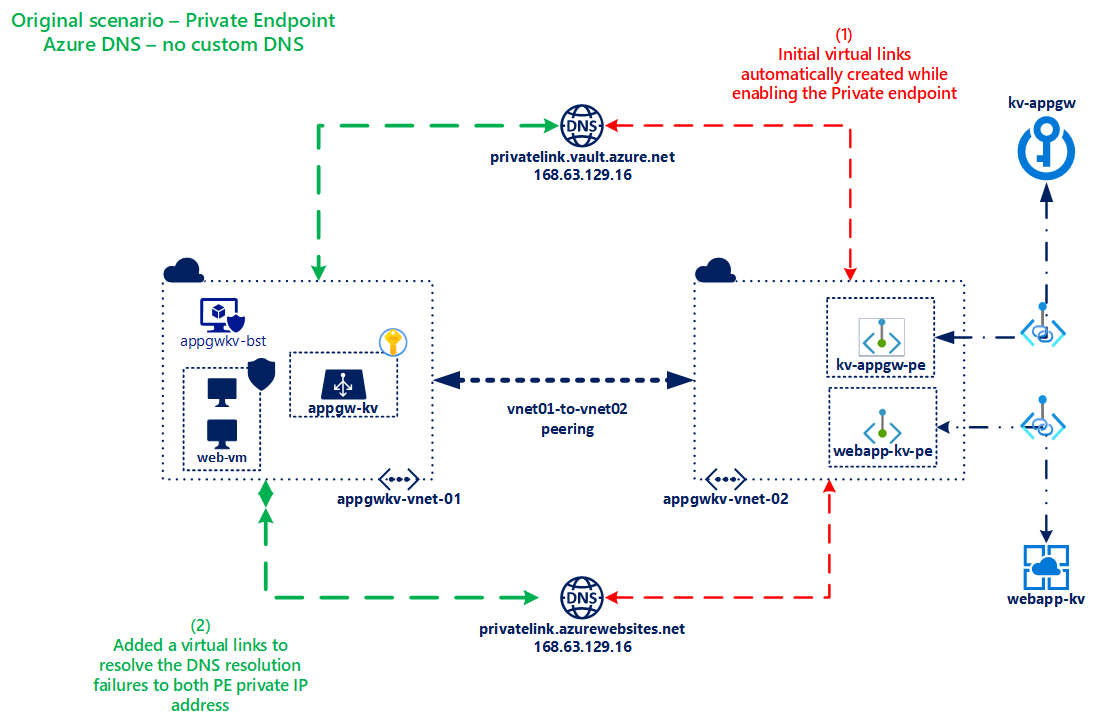 Original scenario – Private Endpoint
Azure DNS – no custom DNS
(1)
Initial virtual links
automatically created while
enabling the Private endpoint
kv-appgw
DNS
privatelink.vault.azure.net
168.63.129.16
appgwkv-bst
appgw-kv
web-vm
vnet01-to-vnet02
peering
kv-appgw-pe
webapp-kv-pe
appgwkv-vnet-01
appgwkv-vnet-02
DNS
privatelink.azurewebsites.net
168.63.129.16
webapp-kv
(2)
Added a virtual links to
resolve the DNS resolution
failures to both PE private IP
address